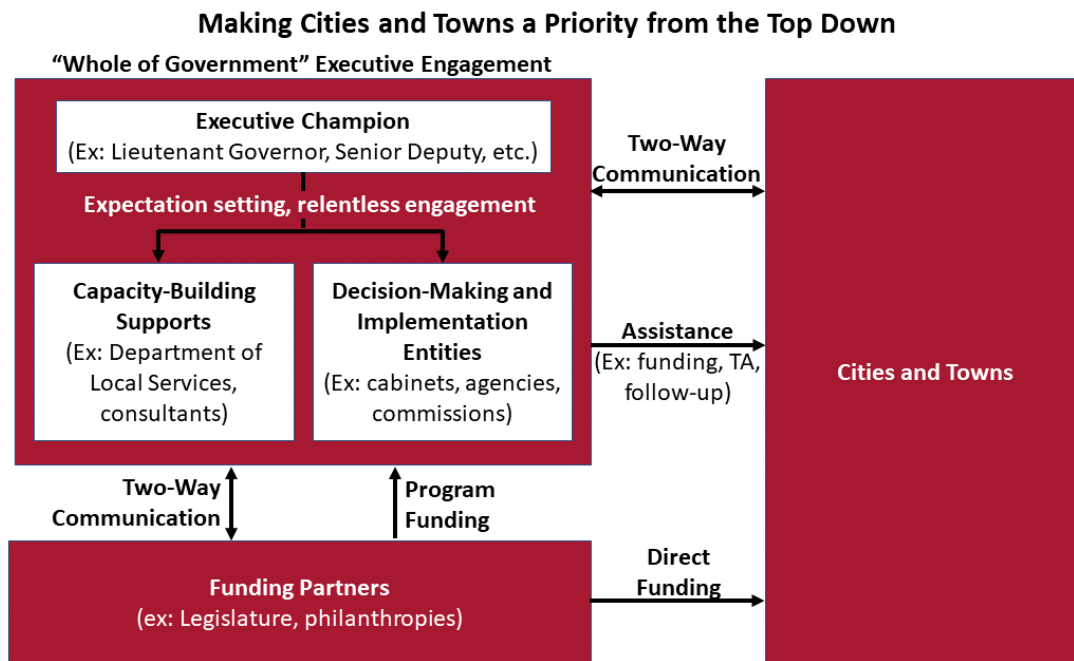 Making Cities and Towns a Priority from the Top Down
“Whole of Government” Executive Engagement
Executive Champion
(Ex: Lieutenant Governor, Senior Deputy, etc.)
Expectation setting, relentless engagement
Capacity-Building
Supports
(Ex: Department of
Local Services,
consultants)
Decision-Making and
Implementation
Entities
(Ex: cabinets, agencies,
commissions)
Two-Way
Communication
Assistance
(Ex: funding, TA,
follow-up)
Cities and Towns
Two-Way
Communication
Program
Funding
Funding Partners
(ex: Legislature, philanthropies)
Direct
Funding